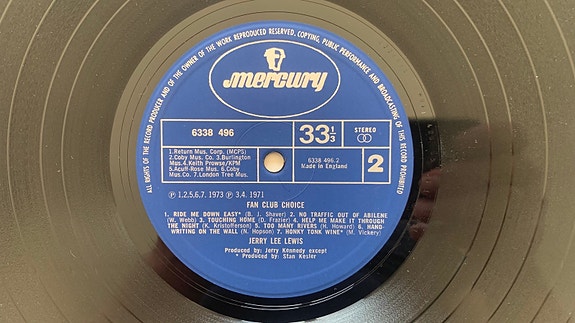 ALL RIGHTS OF THE RECORD PRODUCER AND OF THE OWNER OF THE WORK REPRODUCED RESERVED, COPYING, PUBLIC PERFORMANCE AND BROADCASTING OF THIS RECORD PROHIBITED
mercury
6338 496
33 1/3
STEREO
1.Return Mus. Corp. (MCPS)
2.Coby Mus. Co. 3.Burlington
Mus.4.Keith Prowse/KPM
5.Acuff-Rose Mus. 6.Coby
Mus.Co. 7.London Tree Mus.
6338 496.2
Made in England
2
℗ 1.2.5.6.7. 1973 ℗ 3.4. 1971
FAN CLUB CHOICE
1. RIDE ME DOWN EASY* (B. J. Shaver) 2. NO TRAFFIC OUT OF ABILENE
(W. Webb) 3. TOUCHING HOME (D. Frazier) 4. HELP ME MAKE IT THROUGH
THE NIGHT (K. Kristofferson) 5. TOO MANY RIVERS (H. Howard) 6. HAND-
WRITING ON THE WALL (N. Hopson) 7. HONKY TONK WINE* (M. Vickery)
JERRY LEE LEWIS
Produced by: Jerry Kennedy except
* Produced by: Stan Kesler